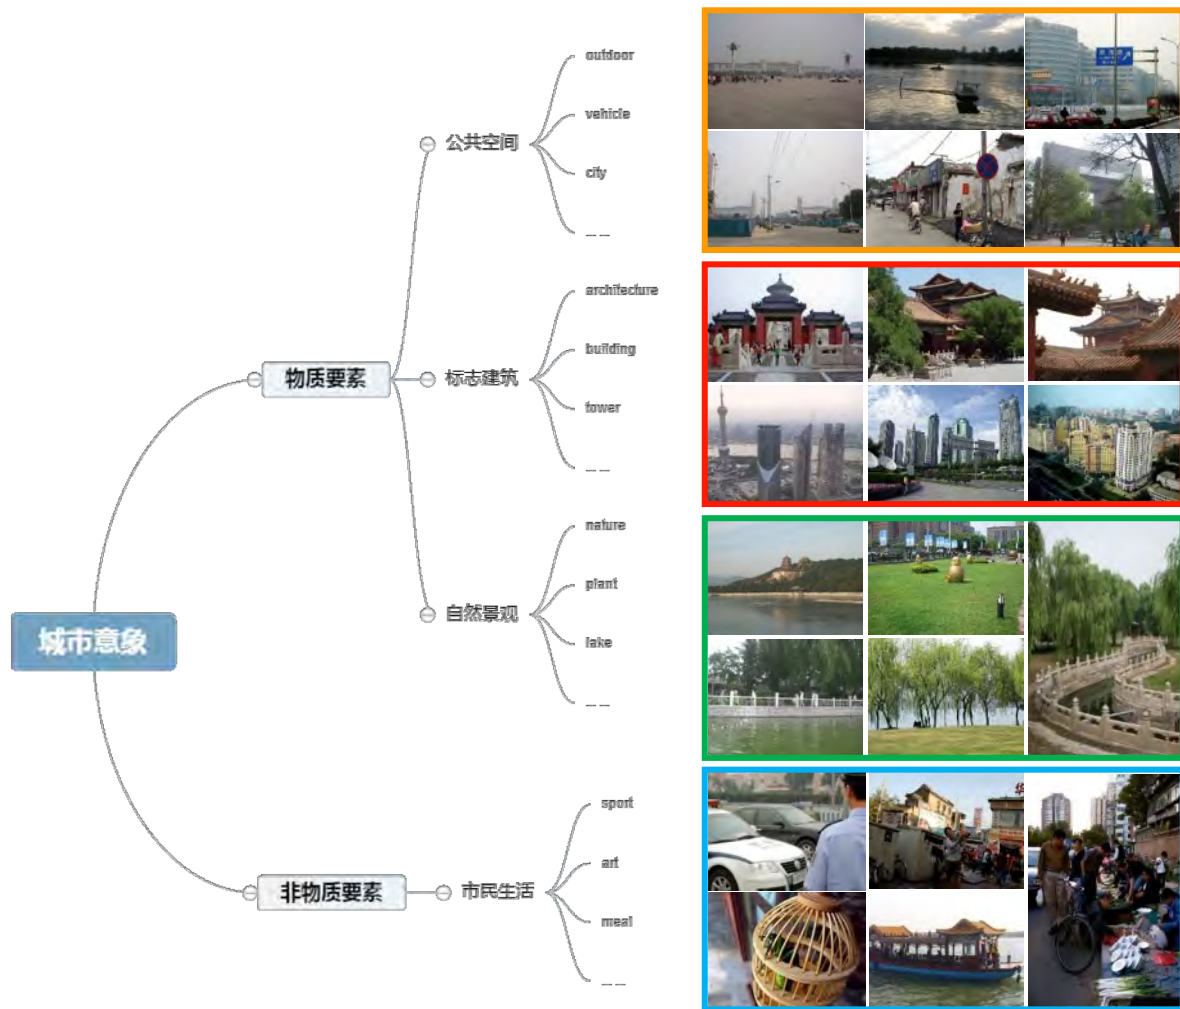 outdoor
vehicle
公共空间
city
— —
architecture
building
物质要素
标志建筑
tower
— —
nature
plant
自然景观
lake
— —
城市意象
sport
art
非物质要素
市民生活
meal
— —